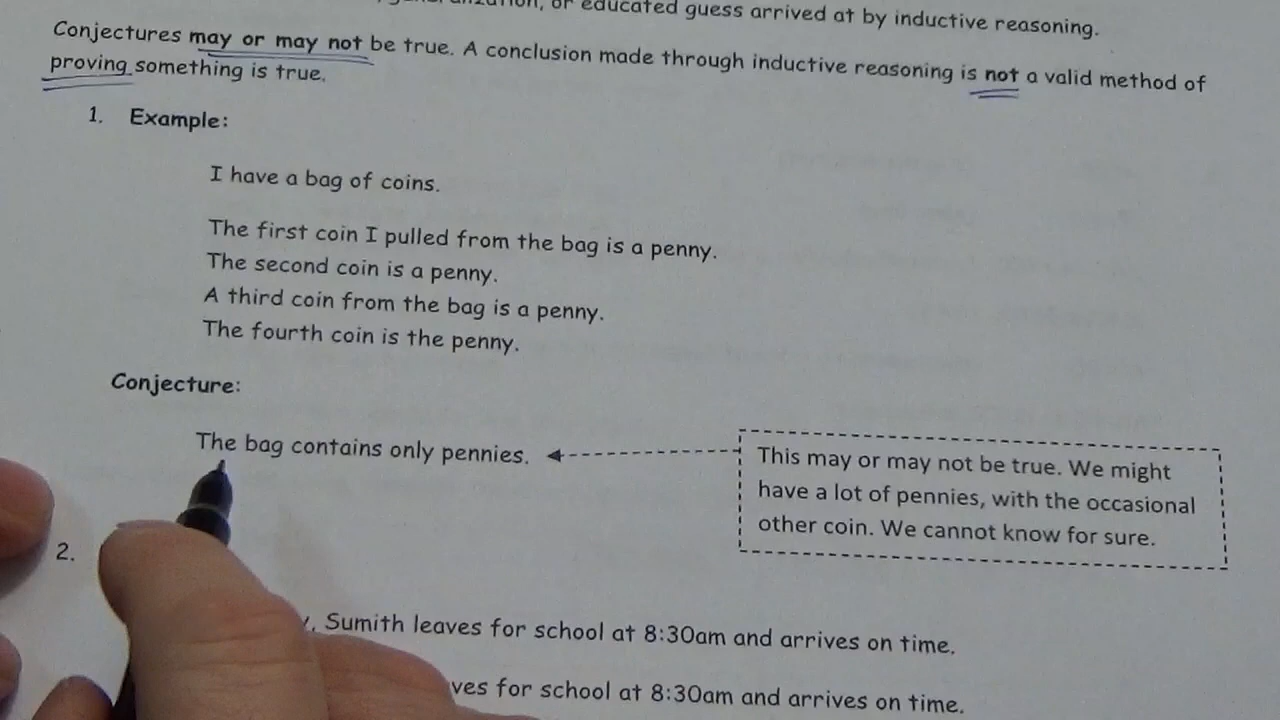 or educated guess arrived at by inductive reasoning.
Conjectures may or may not be true. A conclusion made through inductive reasoning is not a valid method of
proving something is true.
1. Example:
I have a bag of coins.
The first coin I pulled from the bag is a penny.
The second coin is a penny.
A third coin from the bag is a penny.
The fourth coin is the penny.
Conjecture:
The bag contains only pennies.
This may or may not be true. We might
have a lot of pennies, with the occasional
other coin. We cannot know for sure.
2.
Sumith leaves for school at 8:30am and arrives on time.
ves for school at 8:30am and arrives on time.